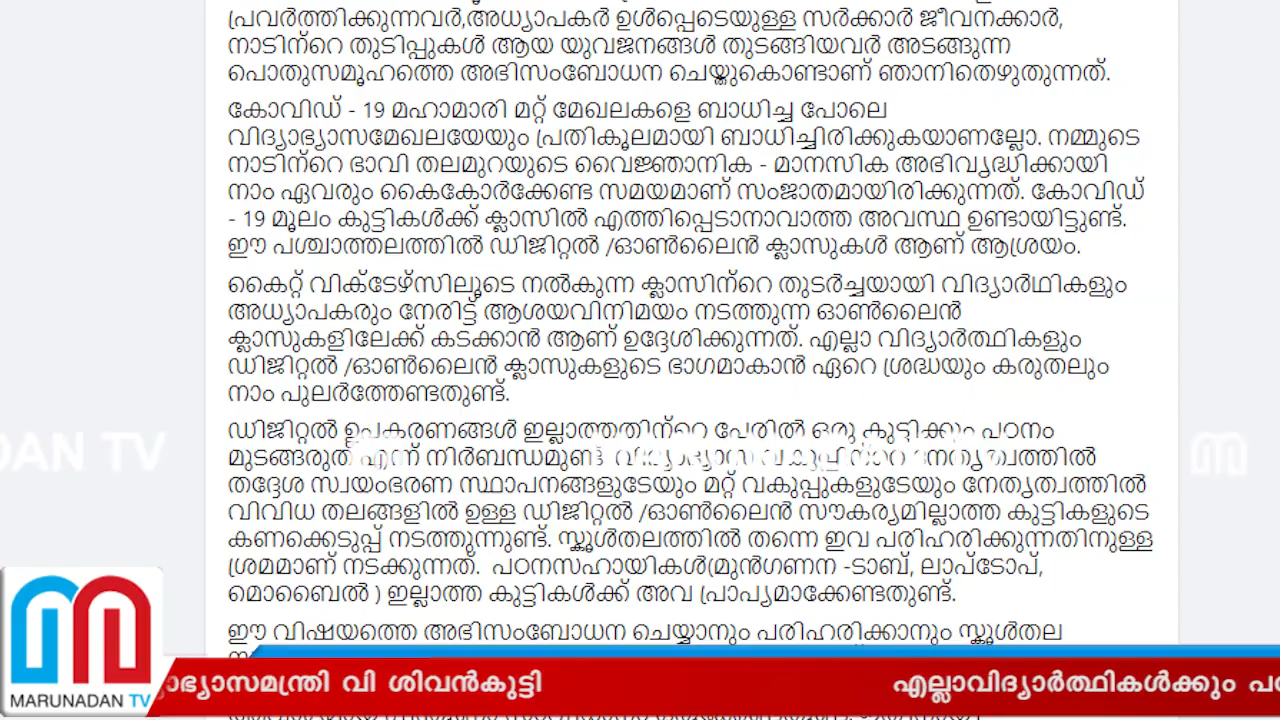 പ്രവർത്തിക്കുന്നവർ,അധ്യാപകർ ഉൾപ്പെടെയുള്ള സർക്കാർ ജീവനക്കാർ,
നാടിന്റെ തുടിപ്പുകൾ ആയ യുവജനങ്ങൾ തുടങ്ങിയവർ അടങ്ങുന്ന
പൊതുസമൂഹത്തെ അഭിസംബോധന ചെയ്തുകൊണ്ടാണ് ഞാനിതെഴുതുന്നത്.
കോവിഡ് - 19 മഹാമാരി മറ്റ് മേഖലകളെ ബാധിച്ച പോലെ
വിദ്യാഭ്യാസമേഖലയേയും പ്രതികൂലമായി ബാധിച്ചിരിക്കുകയാണല്ലോ. നമ്മുടെ
നാടിന്റെ ഭാവി തലമുറയുടെ വൈജ്ഞാനിക - മാനസിക അഭിവൃദ്ധിക്കായി
നാം ഏവരും കൈകോർക്കേണ്ട സമയമാണ് സംജാതമായിരിക്കുന്നത്. കോവിഡ്
- 19 മൂലം കുട്ടികൾക്ക് ക്ലാസിൽ എത്തിപ്പെടാനാവാത്ത അവസ്ഥ ഉണ്ടായിട്ടുണ്ട്.
ഈ പശ്ചാത്തലത്തിൽ ഡിജിറ്റൽ /ഓൺലൈൻ ക്ലാസുകൾ ആണ് ആശ്രയം.
കൈറ്റ് വിക്ടേഴ്സിലൂടെ നൽകുന്ന ക്ലാസിന്റെ തുടർച്ചയായി വിദ്യാർഥികളും
അധ്യാപകരും നേരിട്ട് ആശയവിനിമയം നടത്തുന്ന ഓൺലൈൻ
ക്ലാസുകളിലേക്ക് കടക്കാൻ ആണ് ഉദ്ദേശിക്കുന്നത്. എല്ലാ വിദ്യാർത്ഥികളും
ഡിജിറ്റൽ /ഓൺലൈൻ ക്ലാസുകളുടെ ഭാഗമാകാൻ ഏറെ ശ്രദ്ധയും കരുതലും
നാം പുലർത്തേണ്ടതുണ്ട്.
ഡിജിറ്റൽ ഉപകരണങ്ങൾ ഇല്ലാത്തതിന്റെ പേരിൽ ഒരു കുട്ടിക്കും പഠനം
മുടങ്ങരുത് എന്ന് നിർബന്ധമുണ്ട്. നേതൃത്വത്തിൽ
തദ്ദേശ സ്വയംഭരണ സ്ഥാപനങ്ങളുടേയും മറ്റ് വകുപ്പുകളുടേയും നേതൃത്വത്തിൽ
വിവിധ തലങ്ങളിൽ ഉള്ള ഡിജിറ്റൽ /ഓൺലൈൻ സൗകര്യമില്ലാത്ത കുട്ടികളുടെ
കണക്കെടുപ്പ് നടത്തുന്നുണ്ട്. സ്കൂൾതലത്തിൽ തന്നെ ഇവ പരിഹരിക്കുന്നതിനുള്ള
ശ്രമമാണ് നടക്കുന്നത്. പഠനസഹായികൾ(മുൻഗണന -ടാബ്, ലാപ്ടോപ്,
മൊബൈൽ ) ഇല്ലാത്ത കുട്ടികൾക്ക് അവ പ്രാപ്യമാക്കേണ്ടതുണ്ട്.
ഈ വിഷയത്തെ അഭിസംബോധന ചെയ്യാനും പരിഹരിക്കാനും സ്കൂൾതല
DAN TV
MARUNADAN TV
ാഭ്യാസമന്ത്രി വി ശിവൻകുട്ടി എല്ലാവിദ്യാർത്ഥികൾക്കും പഠ